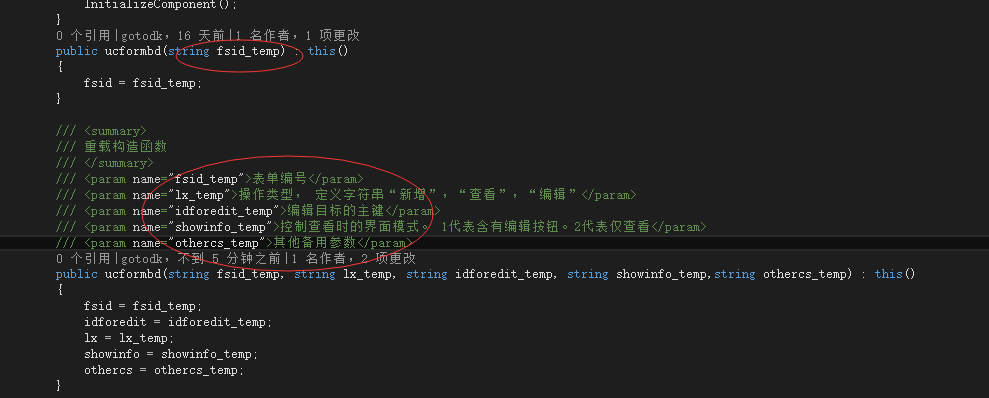 InitializeComponent();
}
0 个引用|gotodk, 16 天前|1 名作者, 1 项更改
public ucformbd(string fsid_temp) : this()
{
fsid = fsid_temp;
}
/// <summary>
/// 重载构造函数
/// </summary>
/// <param name="fsid_temp">表单编号</param>
/// <param name="lx_temp">操作类型, 定义字符串“新增”,“查看”,“编辑”</param>
/// <param name="idforedit_temp">编辑目标的主键</param>
/// <param name="showinfo_temp">控制查看时的界面模式。 1代表含有编辑按钮。2代表仅查看</param>
/// <param name="othercs_temp">其他备用参数</param>
0 个引用|gotodk, 不到 5 分钟之前|1 名作者, 2 项更改
public ucformbd(string fsid_temp, string lx_temp, string idforedit_temp, string showinfo_temp,string othercs_temp) : this()
{
fsid = fsid_temp;
idforedit = idforedit_temp;
lx = lx_temp;
showinfo = showinfo_temp;
othercs = othercs_temp;
}